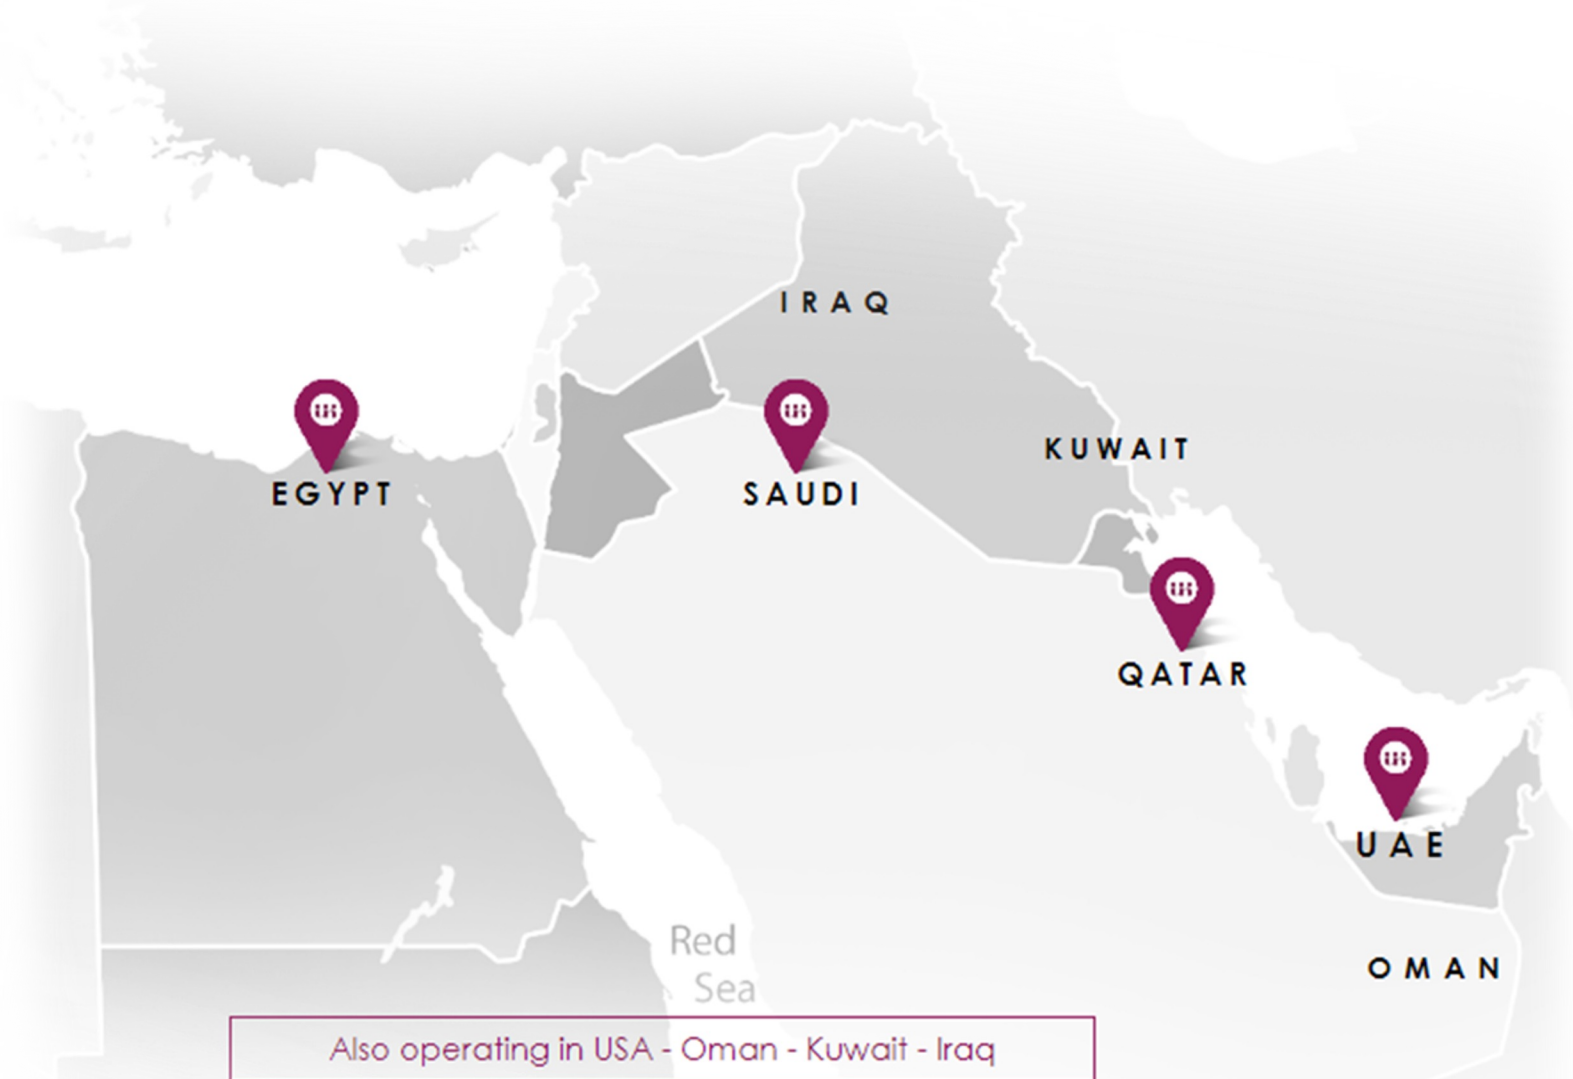 IRAQ
KUWAIT
EGYPT
SAUDI
QATAR
UAE
OMAN
Red
Sea
Also operating in USA - Oman - Kuwait - Iraq